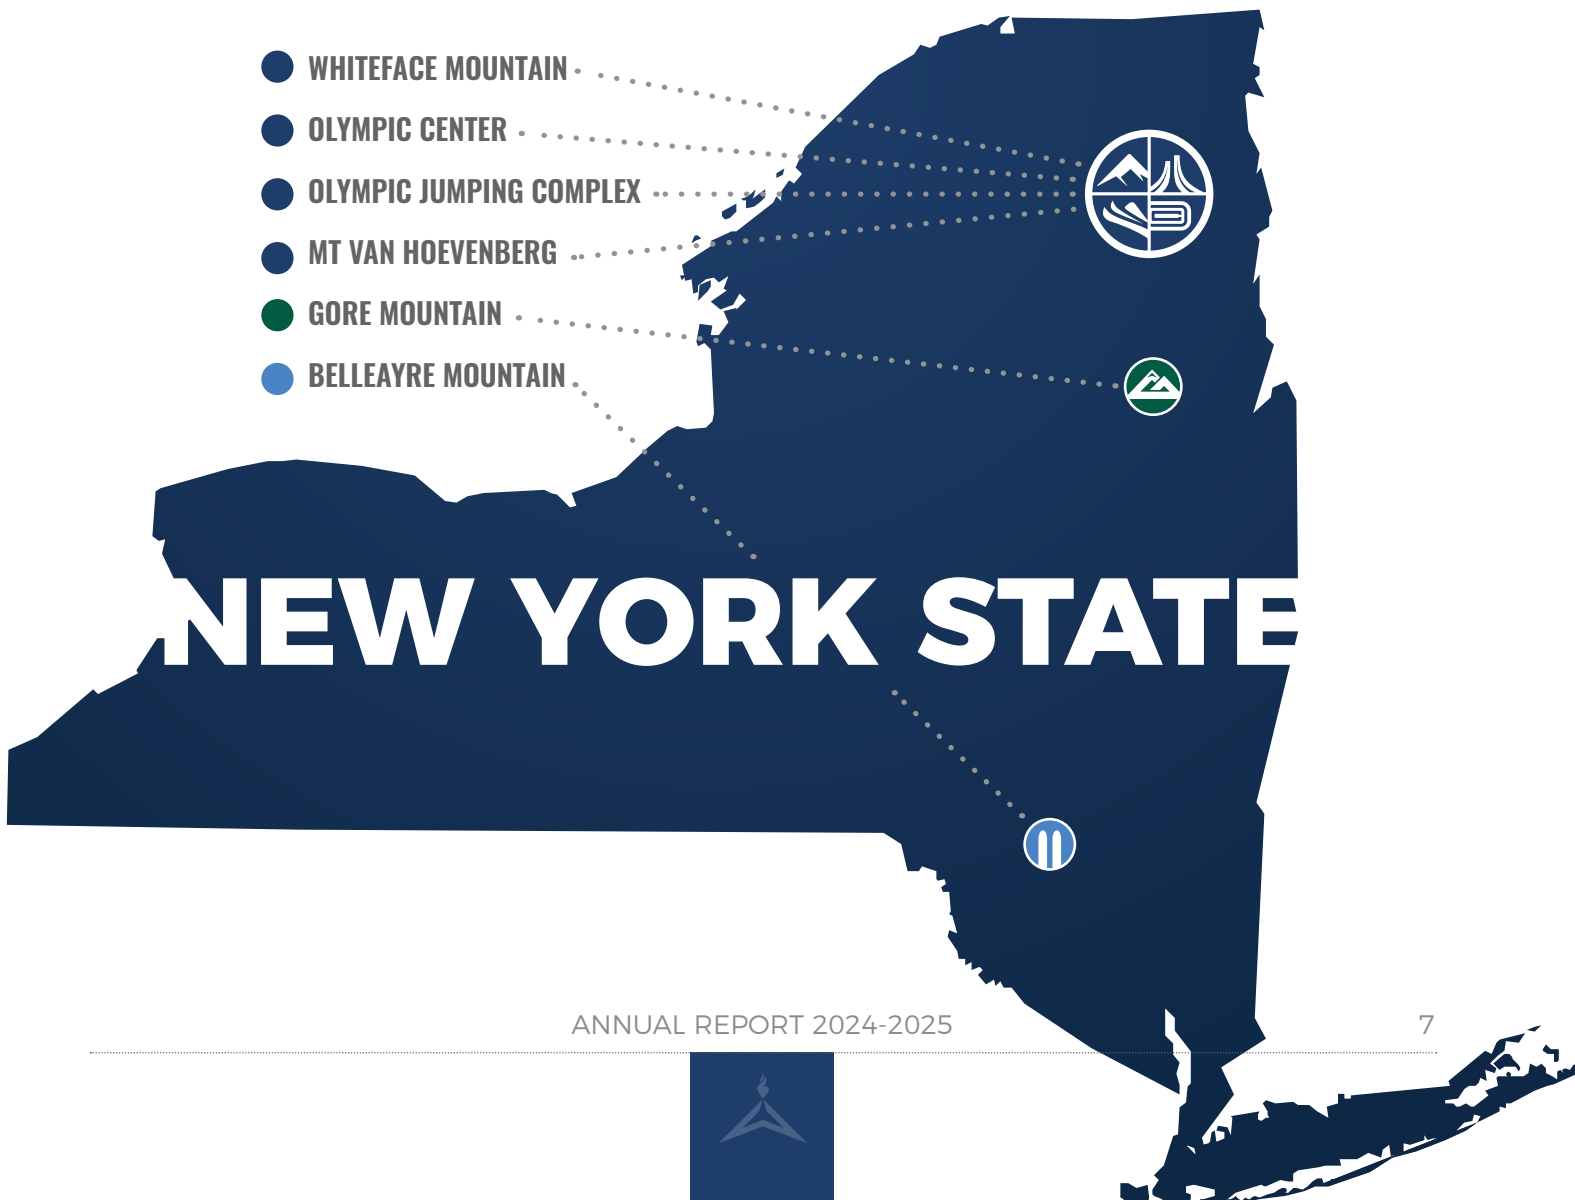 WHITEFACE MOUNTAIN
OLYMPIC CENTER
OLYMPIC JUMPING COMPLEX
MT VAN HOEVENBERG
GORE MOUNTAIN
BELLEAYRE MOUNTAIN
NEW YORK STATE
ANNUAL REPORT 2024-2025
7